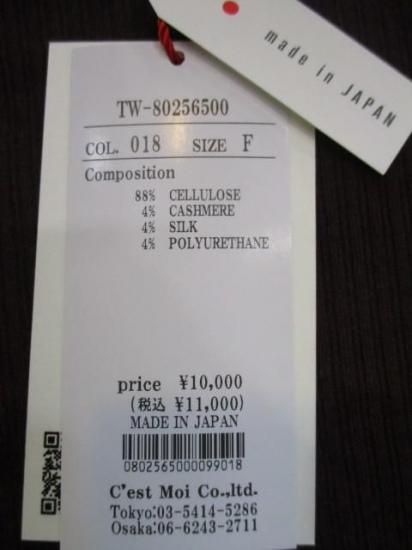 made in JAPAN
TW-80256500
COL. 018 SIZE F
Composition
88% CELLULOSE
4% CASHMERE
4% SILK
4% POLYURETHANE
price ¥10,000
(税込 ¥11,000)
MADE IN JAPAN
0802565000099018
C'est Moi Co.,ltd.
Tokyo:03-5414-5286
Osaka:06-6243-2711